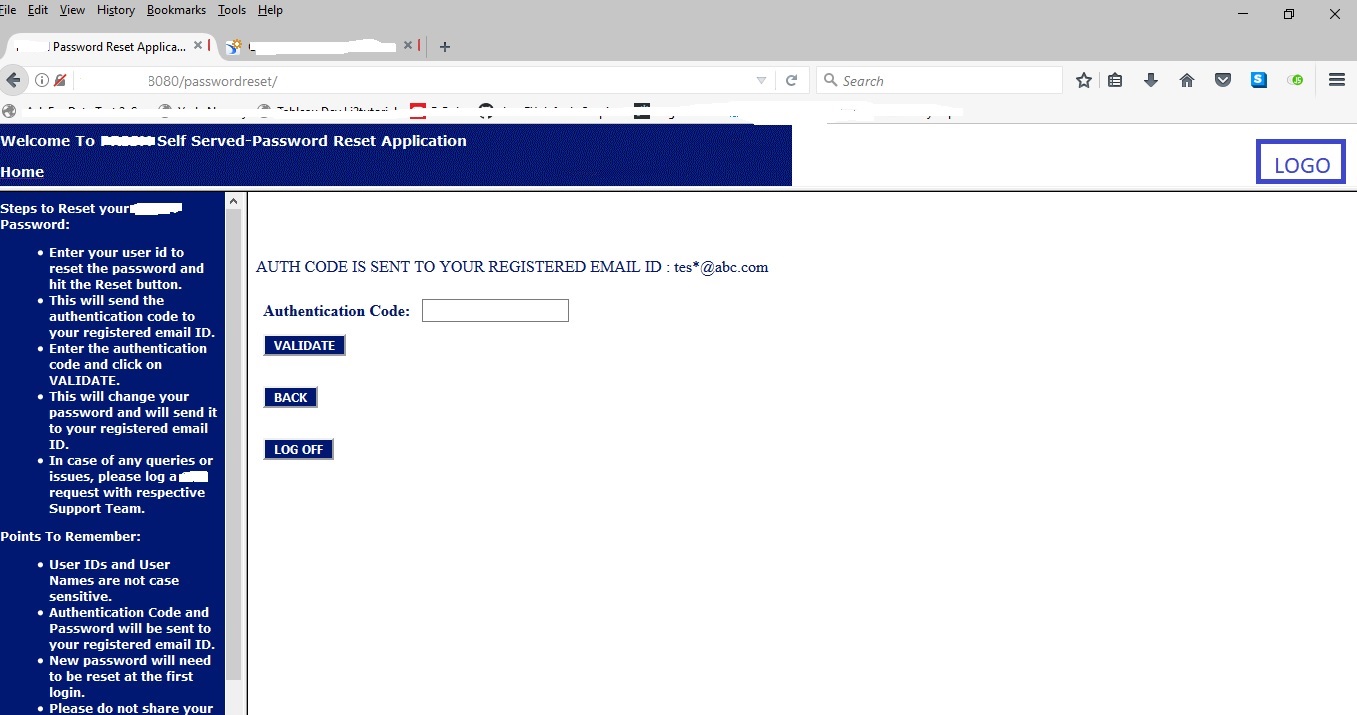 File Edit View History Bookmarks Tools Help
Password Reset Applica...
8080/passwordreset/
Search
Welcome To
Self Served-Password Reset Application
Home
LOGO
Steps to Reset your
Password:
• Enter your user id to
reset the password and
hit the Reset button.
• This will send the
authentication code to
your registered email ID.
• Enter the authentication
code and click on
VALIDATE.
• This will change your
password and will send it
to your registered email
ID.
• In case of any queries or
issues, please log a
request with respective
Support Team.
Points To Remember:
• User IDs and User
Names are not case
sensitive.
• Authentication Code and
Password will be sent to
your registered email ID.
• New password will need
to be reset at the first
login.
• Please do not share your
AUTH CODE IS SENT TO YOUR REGISTERED EMAIL ID : tes*@abc.com
Authentication Code:
VALIDATE
BACK
LOG OFF